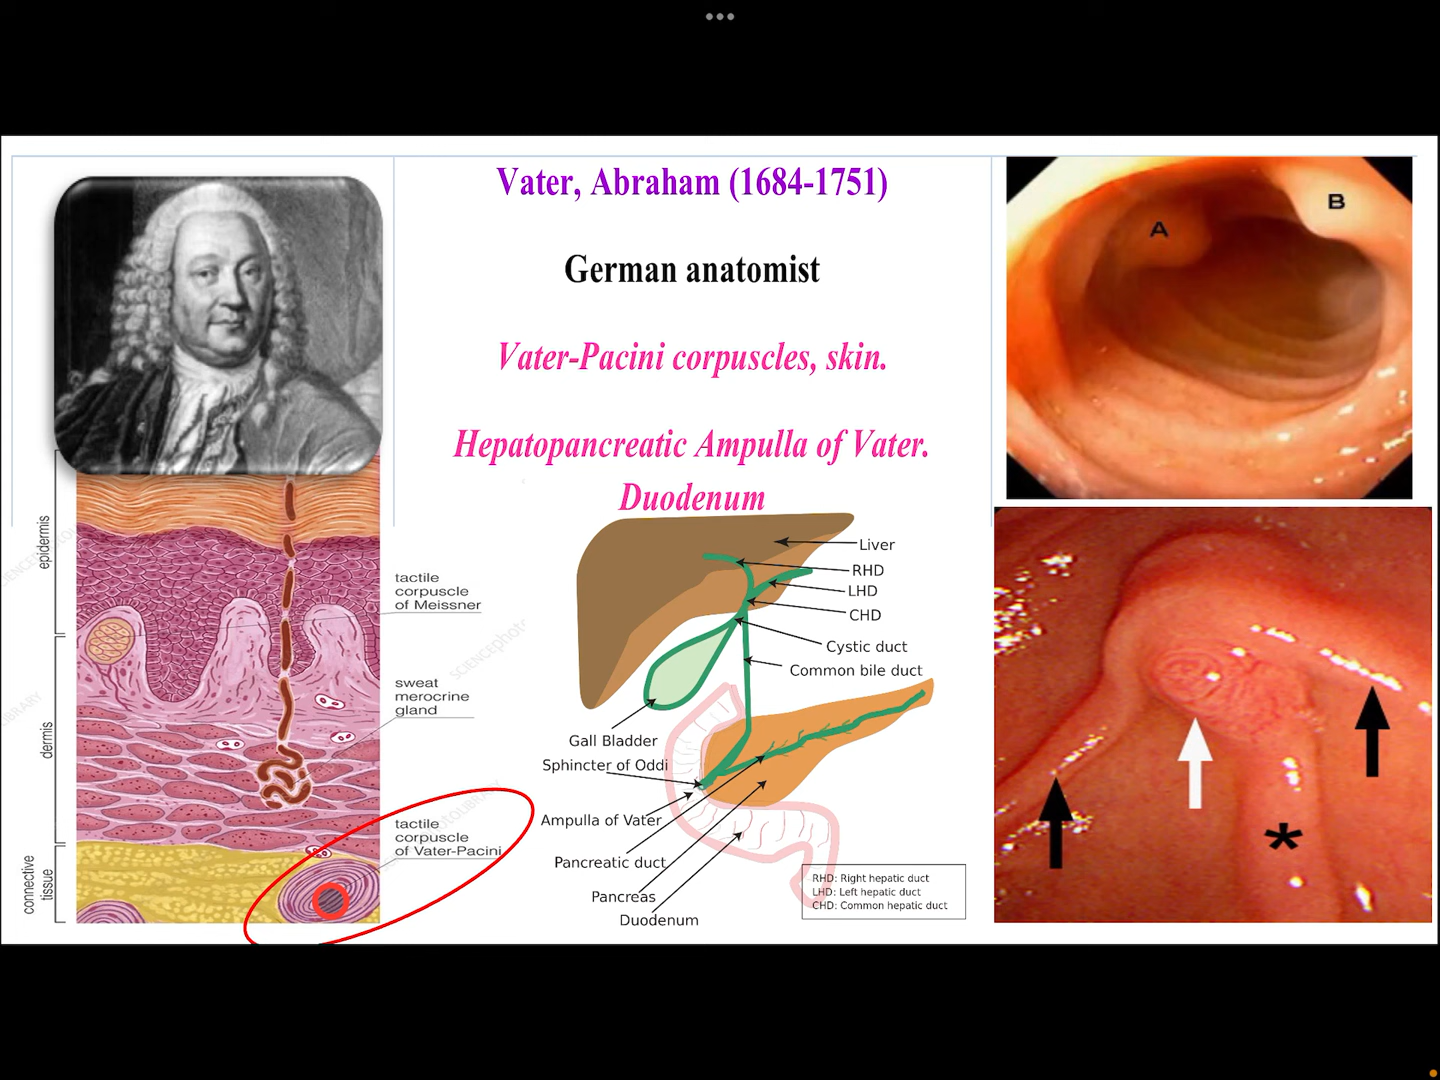 Vater, Abraham (1684-1751)
German anatomist
Vater-Pacini corpuscles, skin.
Hepatopancreatic Ampulla of Vater.
Duodenum
epidermis
dermis
connective
tissue
tactile
corpuscle
of Meissner
sweat
merocrine
gland
tactile
corpuscle
of Vater-Pacini
Liver
RHD
LHD
CHD
Cystic duct
Common bile duct
Gall Bladder
Sphincter of Oddi
Ampulla of Vater
Pancreatic duct
Pancreas
Duodenum
RHD: Right hepatic duct
LHD: Left hepatic duct
CHD: Common hepatic duct
A
B
*